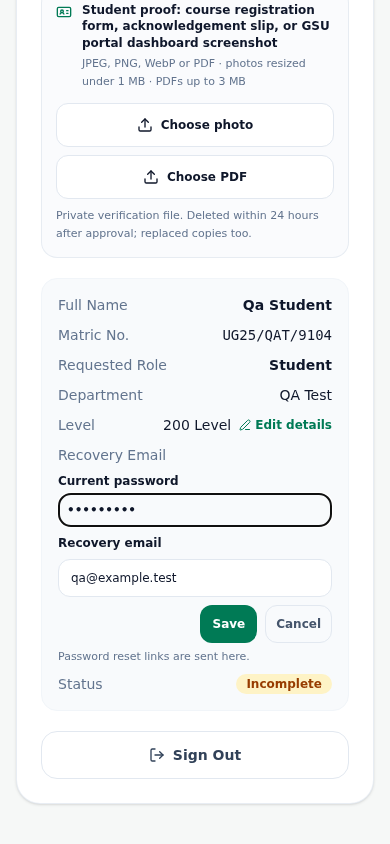 Student proof: course registration
form, acknowledgement slip, or GSU
portal dashboard screenshot
JPEG, PNG, WebP or PDF · photos resized
under 1 MB · PDFs up to 3 MB
Choose photo
Choose PDF
Private verification file. Deleted within 24 hours
after approval; replaced copies too.
Full Name Qa Student
Matric No. UG25/QAT/9104
Requested Role Student
Department QA Test
Level 200 Level Edit details
Recovery Email
Current password
•••••••••
Recovery email
qa@example.test
Save Cancel
Password reset links are sent here.
Status Incomplete
Sign Out